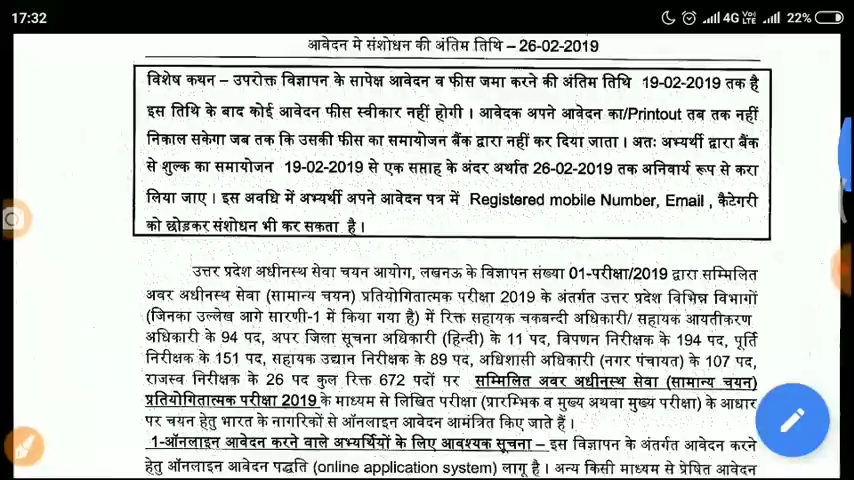 17:32
4G VoLTE 22%
आवेदन मे संशोधन की अंतिम तिथि – 26-02-2019
विशेष कथन – उपरोक्त विज्ञापन के सापेक्ष आवेदन व फीस जमा करने की अंतिम तिथि 19-02-2019 तक है
इस तिथि के बाद कोई आवेदन फीस स्वीकार नहीं होगी । आवेदक अपने आवेदन का/Printout तब तक नहीं
निकाल सकेगा जब तक कि उसकी फीस का समायोजन बैंक द्वारा नहीं कर दिया जाता । अतः अभ्यर्थी द्वारा बैंक
से शुल्क का समायोजन 19-02-2019 से एक सप्ताह के अंदर अर्थात 26-02-2019 तक अनिवार्य रूप से करा
लिया जाए । इस अवधि में अभ्यर्थी अपने आवेदन पत्र में Registered mobile Number, Email , कैटेगरी
को छोड़कर संशोधन भी कर सकता है ।
उत्तर प्रदेश अधीनस्थ सेवा चयन आयोग, लखनऊ के विज्ञापन संख्या 01-परीक्षा/2019 द्वारा सम्मिलित
अवर अधीनस्थ सेवा (सामान्य चयन) प्रतियोगितात्मक परीक्षा 2019 के अंतर्गत उत्तर प्रदेश विभिन्न विभागों
(जिनका उल्लेख आगे सारणी-1 में किया गया है) में रिक्त सहायक चकबन्दी अधिकारी/ सहायक आयतीकरण
अधिकारी के 94 पद, अपर जिला सूचना अधिकारी (हिन्दी) के 11 पद, विपणन निरीक्षक के 194 पद, पूर्ति
निरीक्षक के 151 पद, सहायक उद्यान निरीक्षक के 89 पद, अधिशासी अधिकारी (नगर पंचायत) के 107 पद,
राजस्व निरीक्षक के 26 पद कुल रिक्त 672 पदों पर सम्मिलित अवर अधीनस्थ सेवा (सामान्य चयन)
प्रतियोगितात्मक परीक्षा 2019 के माध्यम से लिखित परीक्षा (प्रारम्भिक व मुख्य अथवा मुख्य परीक्षा) के आधार
पर चयन हेतु भारत के नागरिकों से ऑनलाइन आवेदन आमंत्रित किए जाते हैं ।
1-ऑनलाइन आवेदन करने वाले अभ्यर्थियों के लिए आवश्यक सूचना – इस विज्ञापन के अंतर्गत आवेदन करने
हेतु ऑनलाइन आवेदन पद्धति (online application system) लागू है । अन्य किसी माध्यम से प्रेषित आवेदन